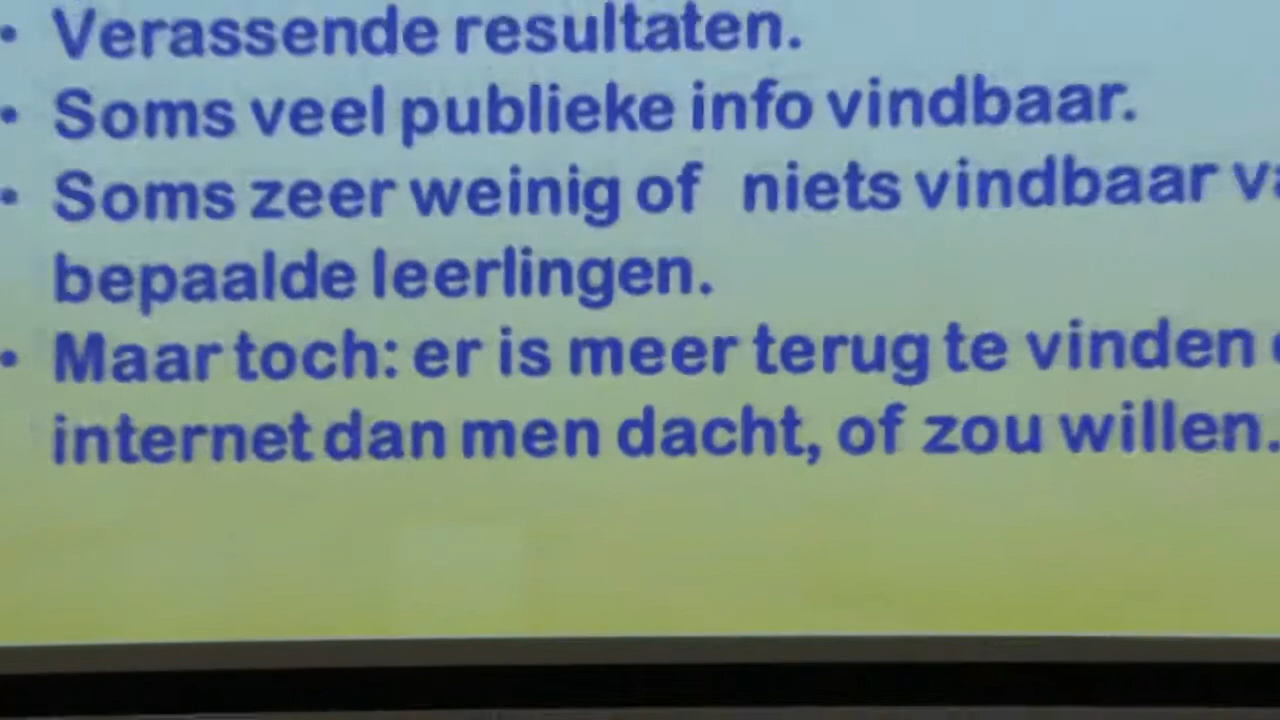 • Verassende resultaten.
• Soms veel publieke info vindbaar.
• Soms zeer weinig of niets vindbaar
bepaalde leerlingen.
• Maar toch: er is meer terug te vinden
internet dan men dacht, of zou willen.